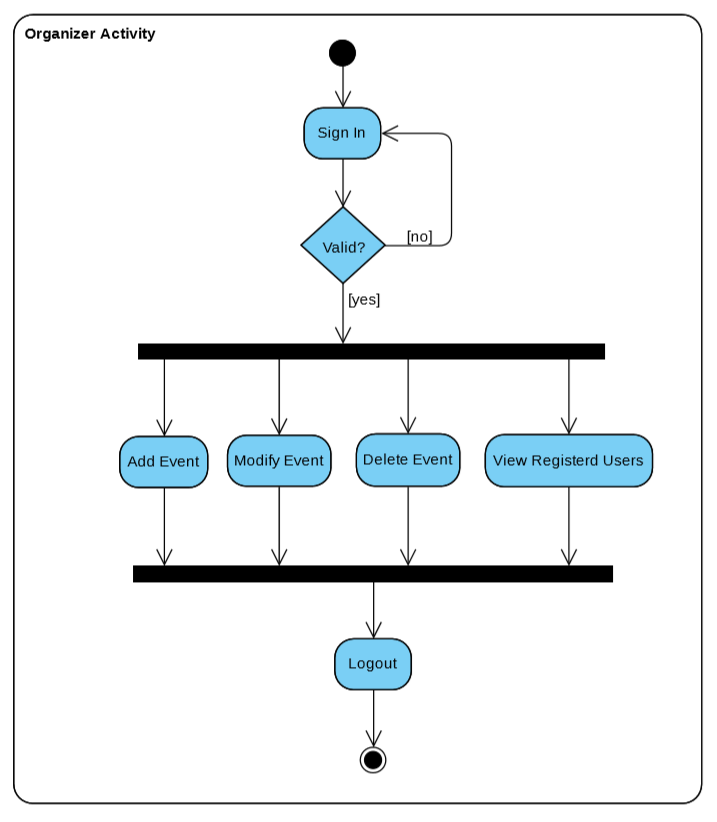 Organizer Activity
Sign In
Valid?
[no]
[yes]
Add Event
Modify Event
Delete Event
View Registerd Users
Logout